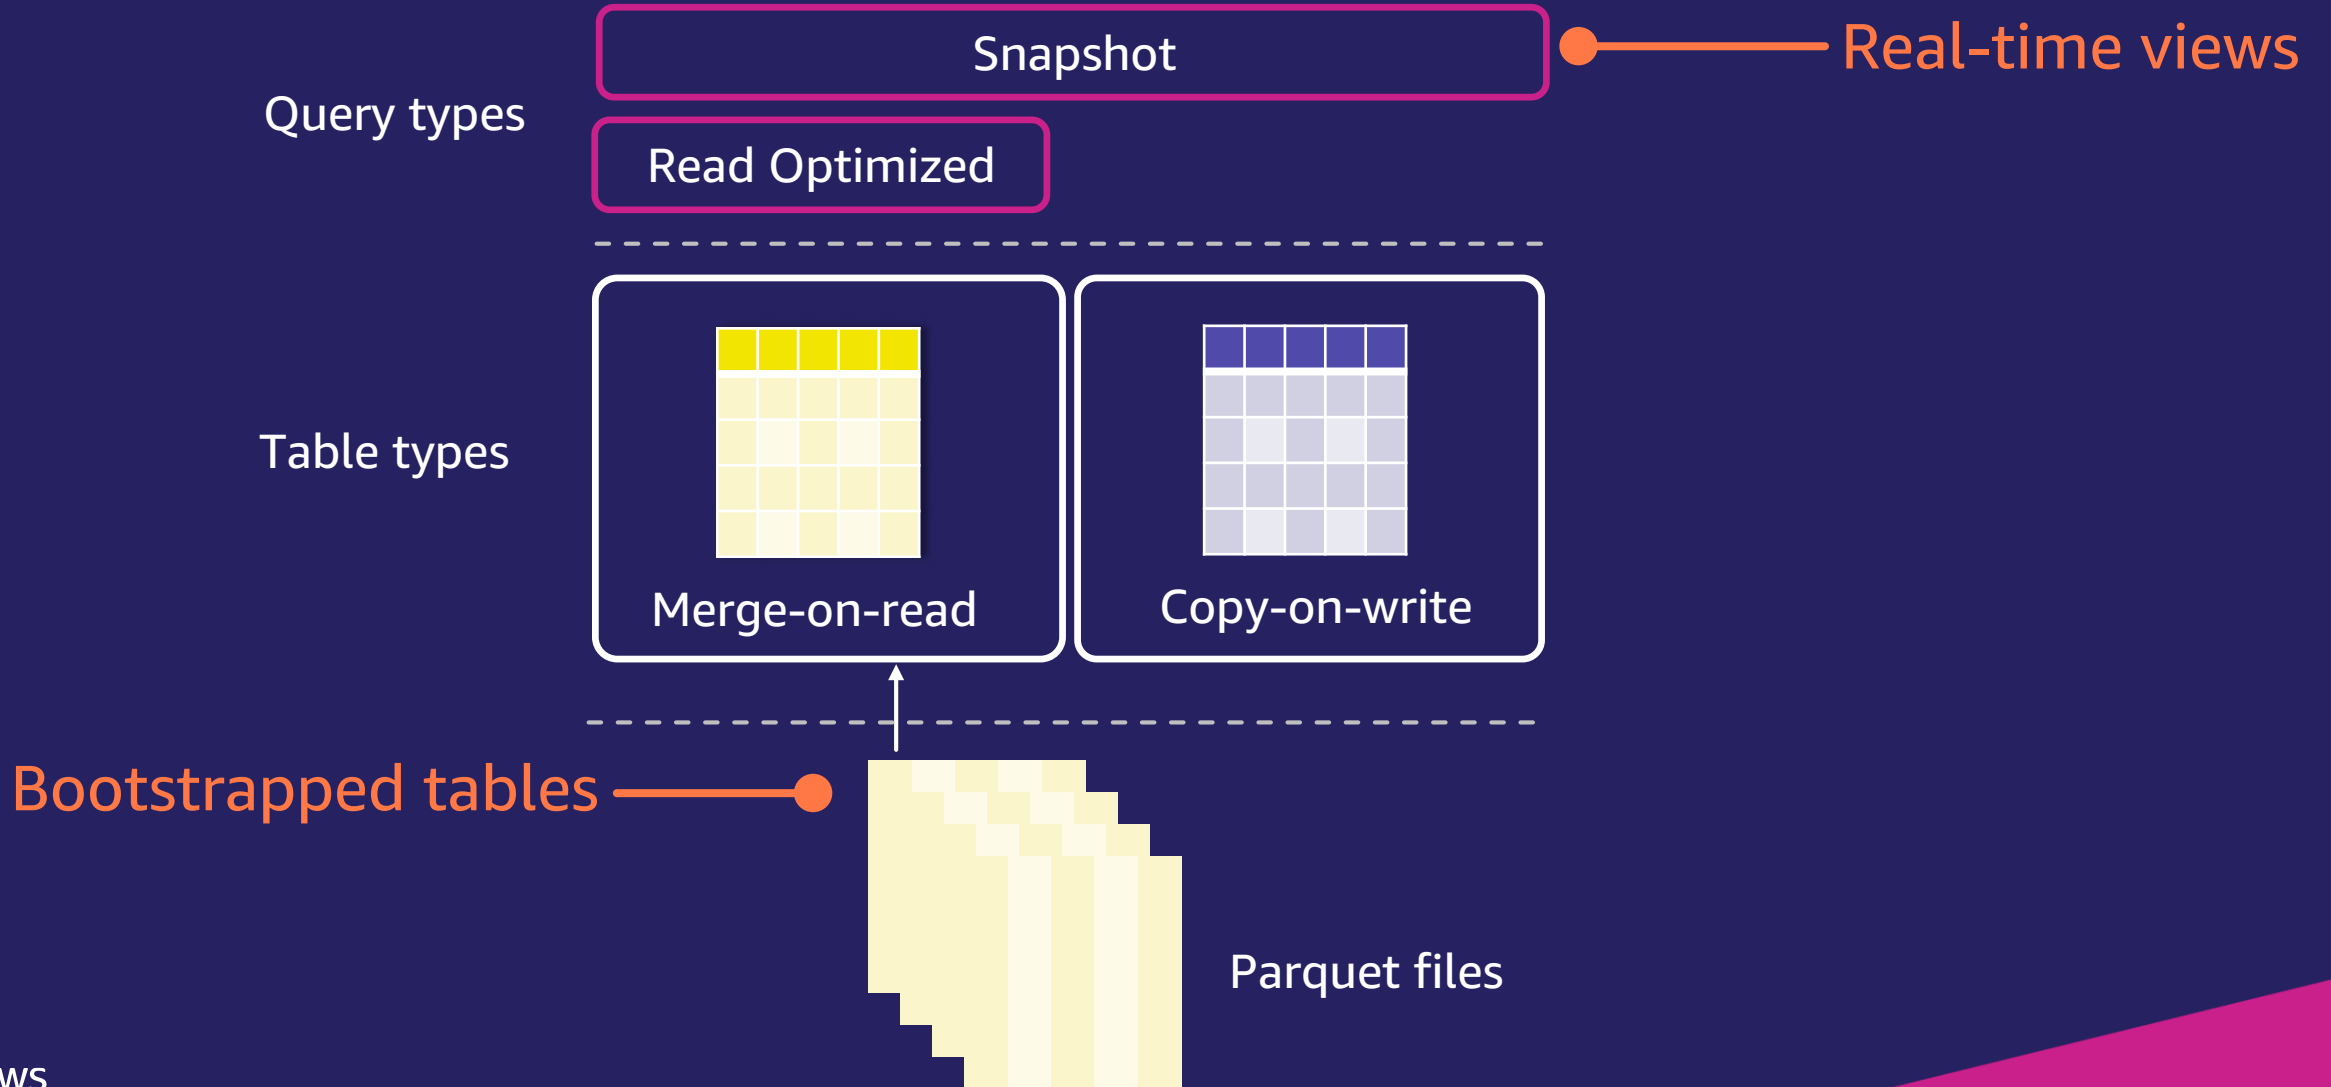 Snapshot
Real-time views
Query types
Read Optimized
Table types
Merge-on-read
Copy-on-write
Bootstrapped tables
Parquet files